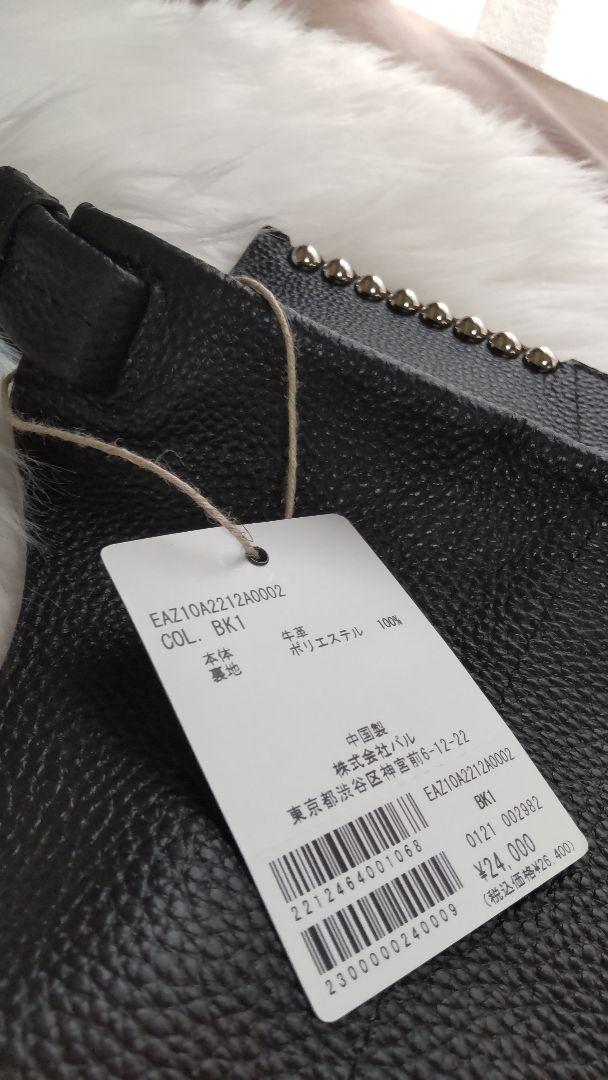 EAZ10A2212A0002
COL. BK1
本体 牛革
裏地 ポリエステル 100%
中国製
株式会社パル
東京都渋谷区神宮前6-12-22
EAZ10A2212A0002
BK1
0121 002982
2212464001068
¥24,000
(税込価格¥26,400)
2300000240009